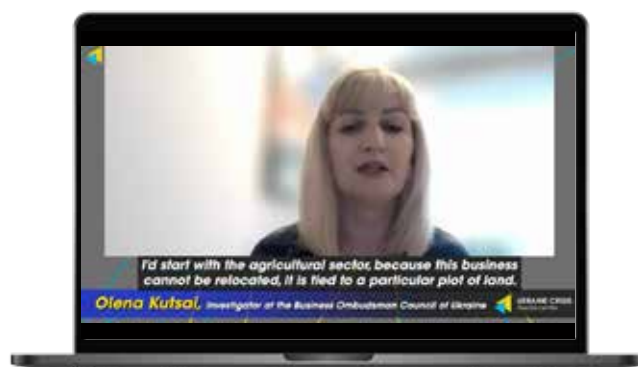 I'd start with the agricultural sector, because this business
cannot be relocated, it is tied to a particular plot of land.
Olena Kutsai, Investigator at the Business Ombudsman Council of Ukraine
UKRAINE CRISIS